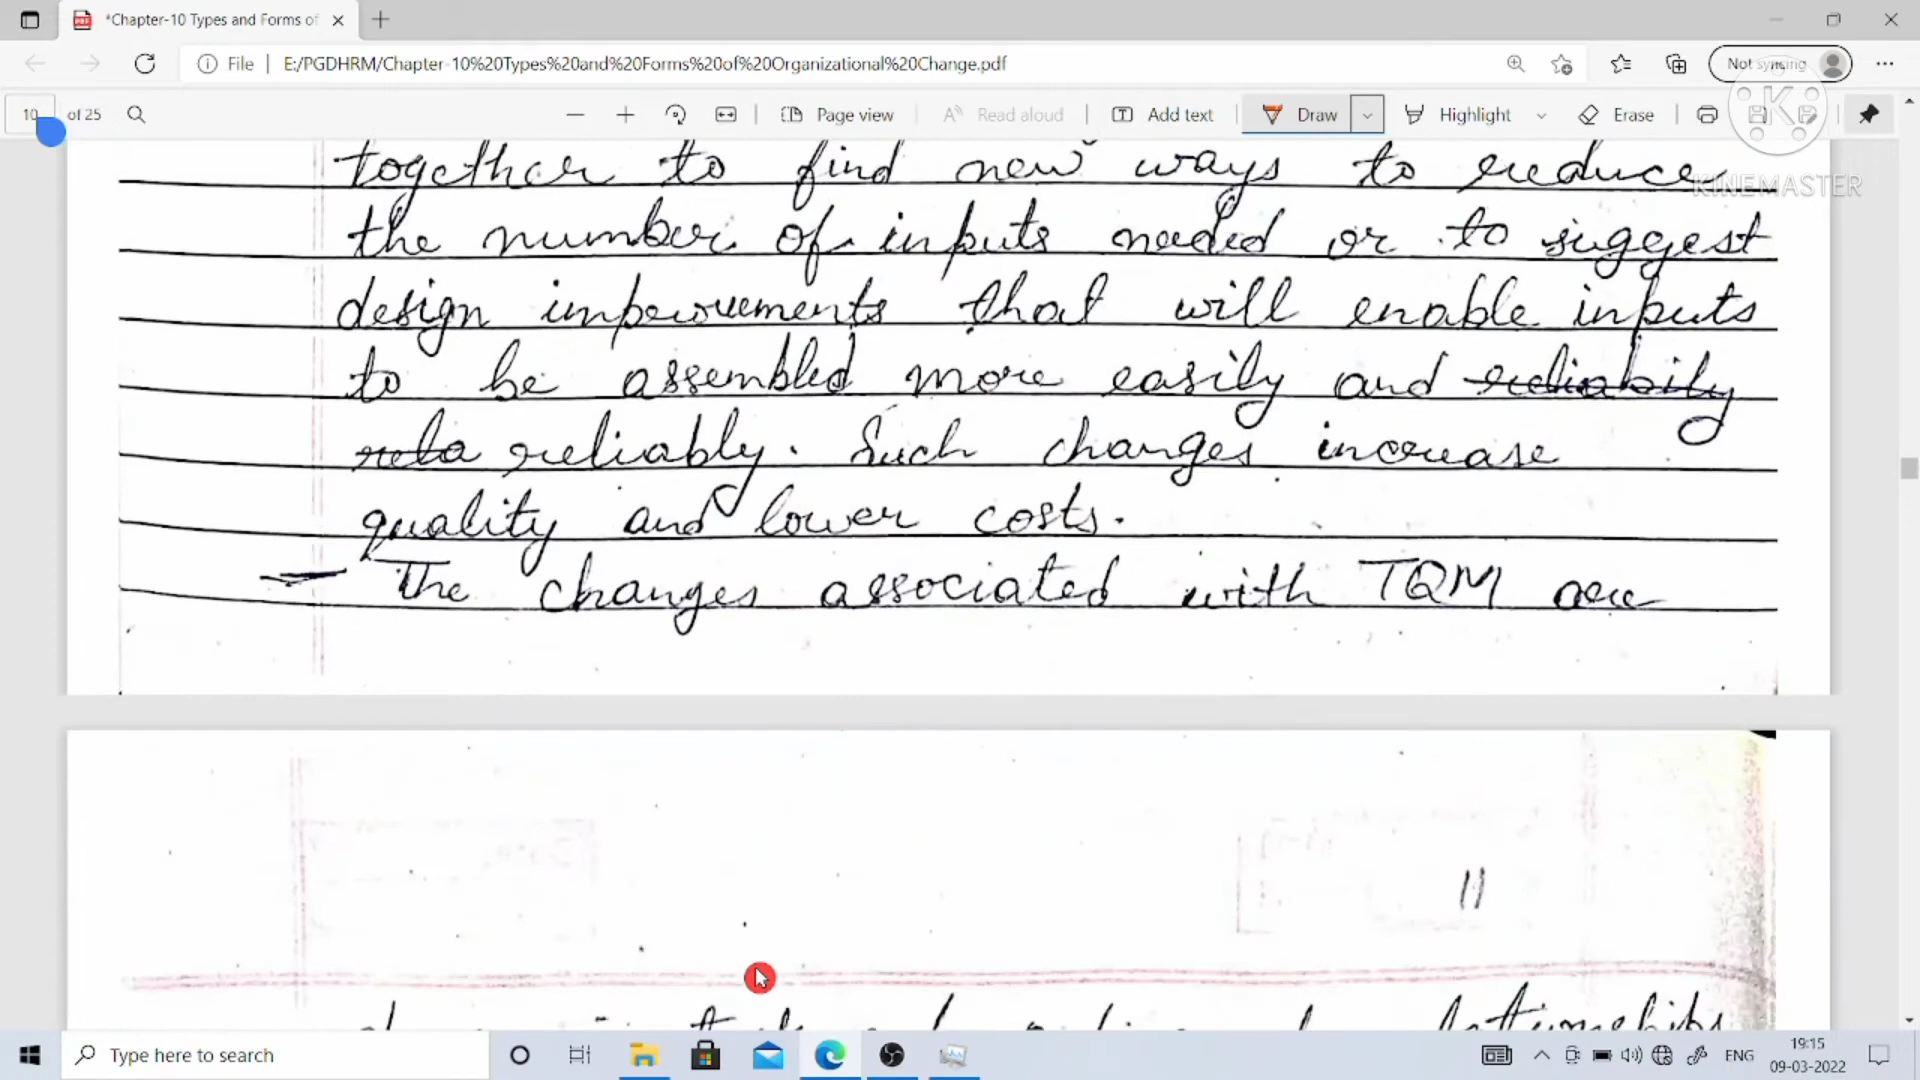 *Chapter-10 Types and Forms of
File E:/PGDHRM/Chapter-10%20Types%20and%20Forms%20of%20Organizational%20Change.pdf Not syncing
10 of 25 Page view Read aloud Add text Draw Highlight Erase
KINEMASTER
together to find new ways to reduce
the number of inputs needed or to suggest
design improvements that will enable inputs
to be assembled more easily and reliabily
rela reliably. Such changes increase
quality and lower costs.
The changes associated with TQM are
11
Type here to search
ENG
19:15
09-03-2022